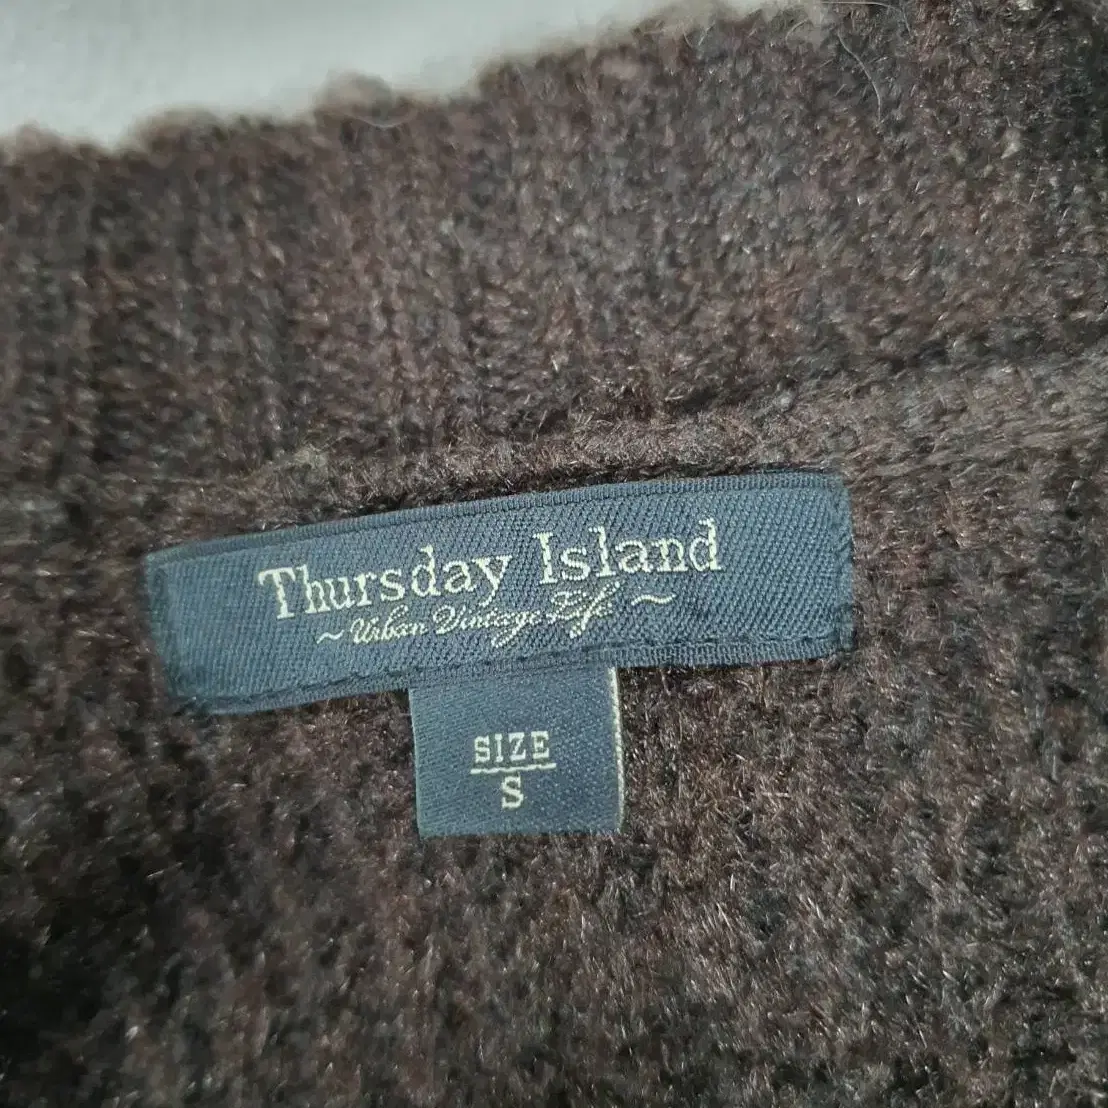 Thursday Island
~ Urban Vintage Life ~
SIZE
S